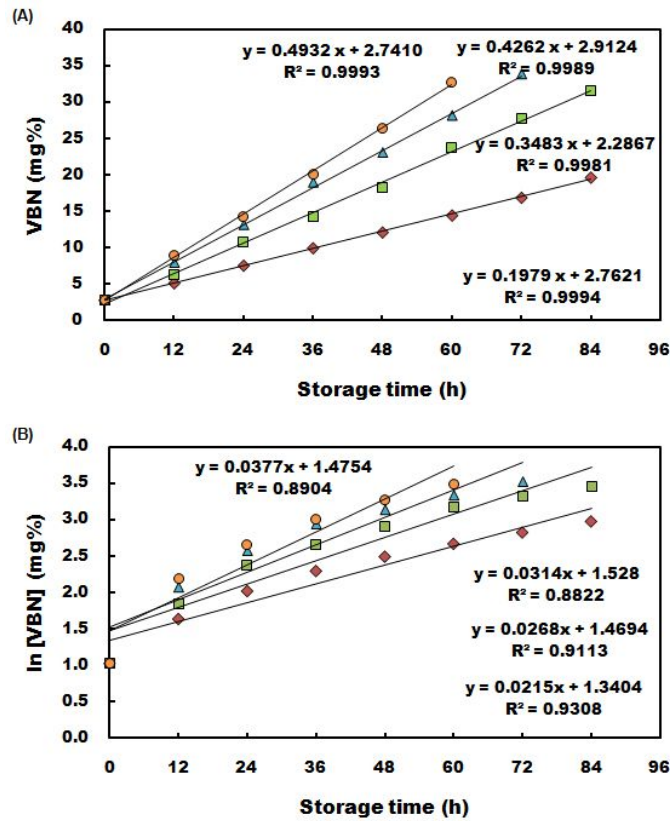 (A)
y = 0.4932 x + 2.7410
R² = 0.9993
y = 0.4262 x + 2.9124
R² = 0.9989
y = 0.3483 x + 2.2867
R² = 0.9981
y = 0.1979 x + 2.7621
R² = 0.9994
VBN (mg%)
40
35
30
25
20
15
10
5
0
0 12 24 36 48 60 72 84 96
Storage time (h)
(B)
y = 0.0377x + 1.4754
R² = 0.8904
y = 0.0314x + 1.528
R² = 0.8822
y = 0.0268x + 1.4694
R² = 0.9113
y = 0.0215x + 1.3404
R² = 0.9308
ln [VBN] (mg%)
4.0
3.5
3.0
2.5
2.0
1.5
1.0
0.5
0.0
0 12 24 36 48 60 72 84 96
Storage time (h)